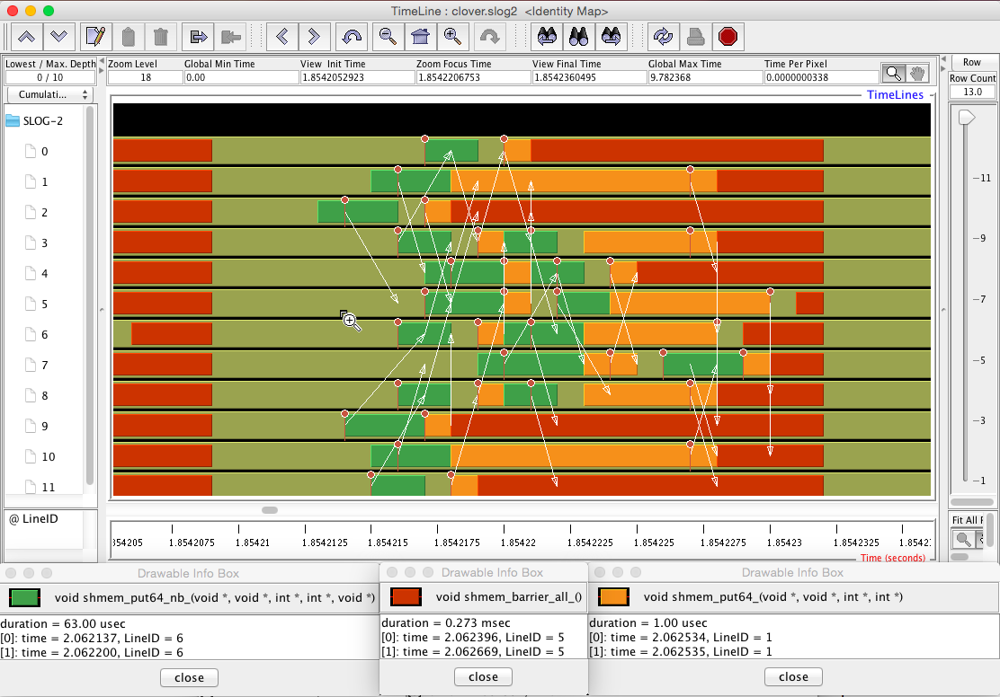 TimeLine : clover.slog2 <Identity Map>
Lowest / Max. Depth Zoom Level Global Min Time View Init Time Zoom Focus Time View Final Time Global Max Time Time Per Pixel Row
0 / 10 18 0.00 1.8542052923 1.8542206753 1.8542360495 9.782368 0.0000000338 Row Count
Cumulati... TimeLines 13.0
SLOG-2
0
1
2
3
4
5
6
7
8
9
10
11
11
9
7
5
3
1
@ LineID
Fit All
354205 1.8542075 1.85421 1.8542125 1.854215 1.8542175 1.85422 1.8542225 1.854225 1.8542275 1.85423 1.8542325 1.8542
Time (seconds)
Drawable Info Box
void shmem_put64_nb_(void *, void *, int *, int *, void *)
duration = 63.00 usec
[0]: time = 2.062137, LineID = 6
[1]: time = 2.062200, LineID = 6
close
Drawable Info Box
void shmem_barrier_all_()
duration = 0.273 msec
[0]: time = 2.062396, LineID = 5
[1]: time = 2.062669, LineID = 5
close
Drawable Info Box
void shmem_put64_(void *, void *, int *, int *)
duration = 1.00 usec
[0]: time = 2.062534, LineID = 1
[1]: time = 2.062535, LineID = 1
close